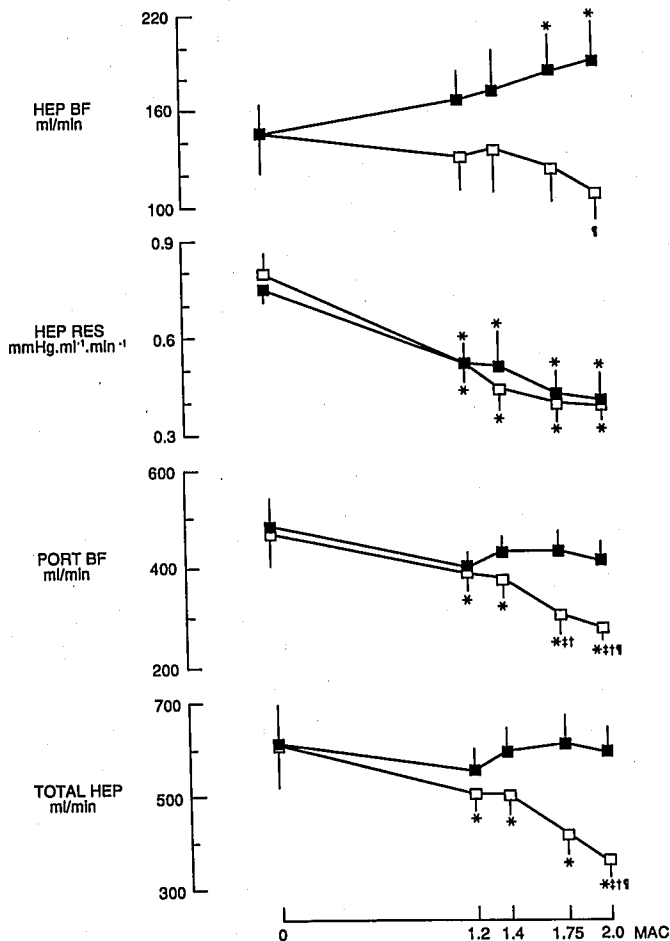 220
*
*
HEP BF
ml/min
160
100
¶
0.9
HEP RES
mmHg.ml⁻¹.min⁻¹
0.6
* * * *
* * * *
0.3
600
PORT BF
ml/min
400
* * *‡† *‡†¶
200
700
TOTAL HEP
ml/min
500
* * * *‡†¶
300
0 1.2 1.4 1.75 2.0 MAC